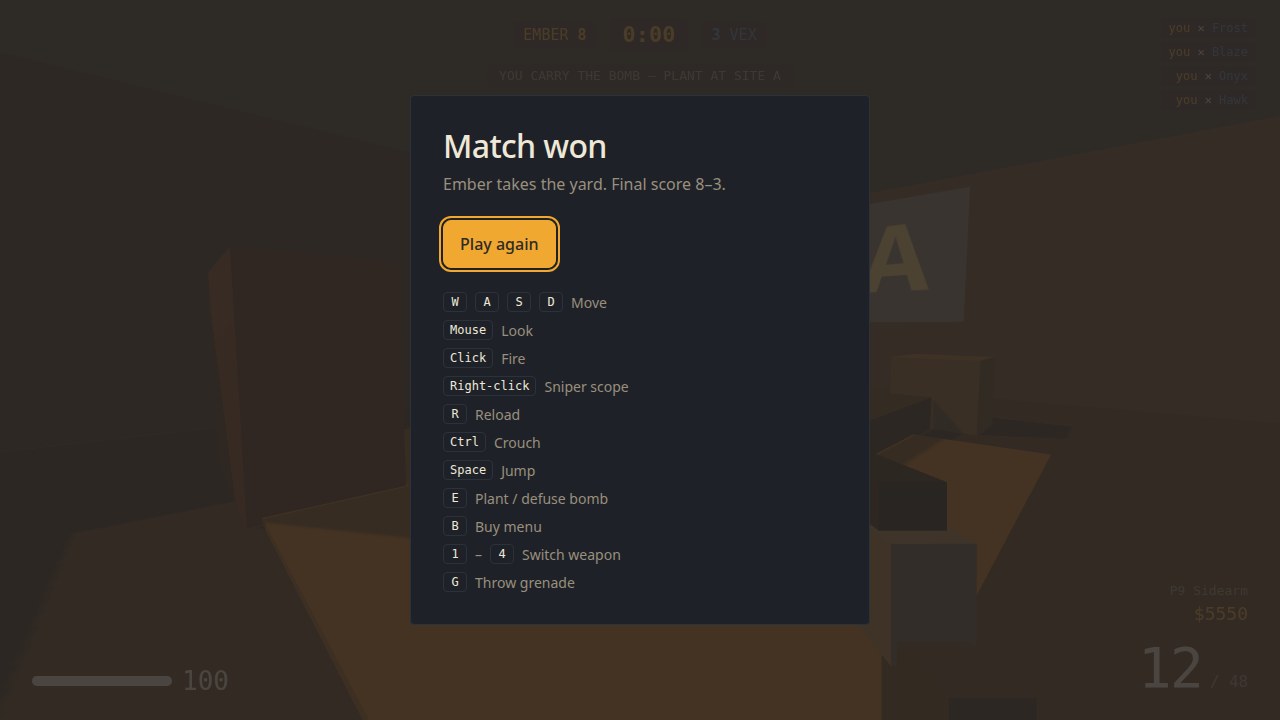 EMBER 8 0:00 3 VEX
YOU CARRY THE BOMB — PLANT AT SITE A
you × Frost
you × Blaze
you × Onyx
you × Hawk
Match won
Ember takes the yard. Final score 8–3.
Play again
A
W A S D Move
Mouse Look
Click Fire
Right-click Sniper scope
R Reload
Ctrl Crouch
Space Jump
E Plant / defuse bomb
B Buy menu
1 – 4 Switch weapon
G Throw grenade
P9 Sidearm
$5550
100
12 / 48